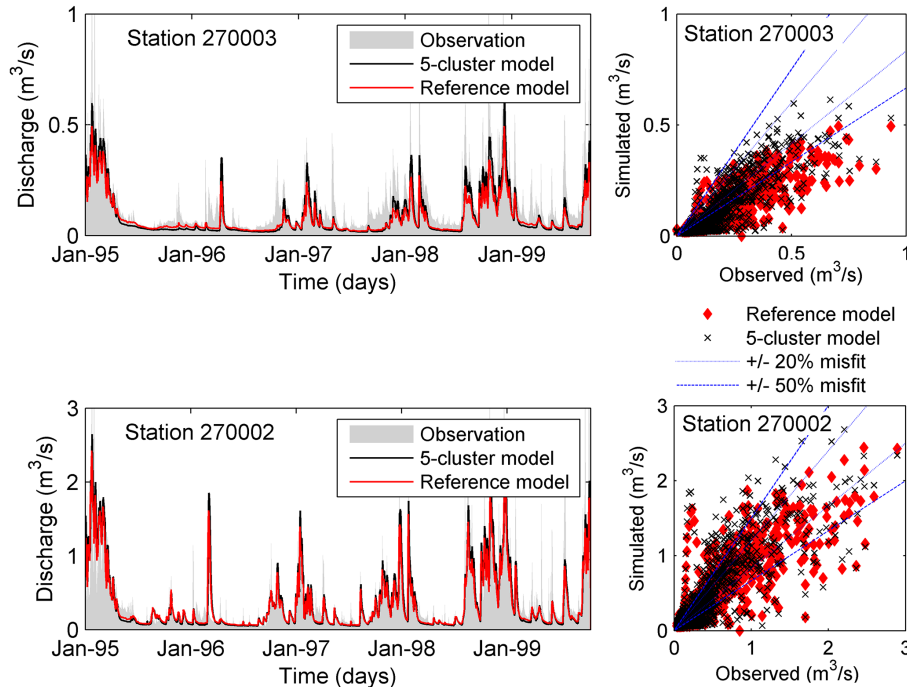 Station 270003
Observation
5-cluster model
Reference model
Discharge (m³/s)
1
0.5
0
Jan-95 Jan-96 Jan-97 Jan-98 Jan-99
Time (days)
Station 270003
Simulated (m³/s)
1
0.5
0
0 0.5 1
Observed (m³/s)
Reference model
5-cluster model
+/- 20% misfit
+/- 50% misfit
Station 270002
Observation
5-cluster model
Reference model
Discharge (m³/s)
3
2
1
0
Jan-95 Jan-96 Jan-97 Jan-98 Jan-99
Time (days)
Station 270002
Simulated (m³/s)
3
2
1
0
0 1 2 3
Observed (m³/s)